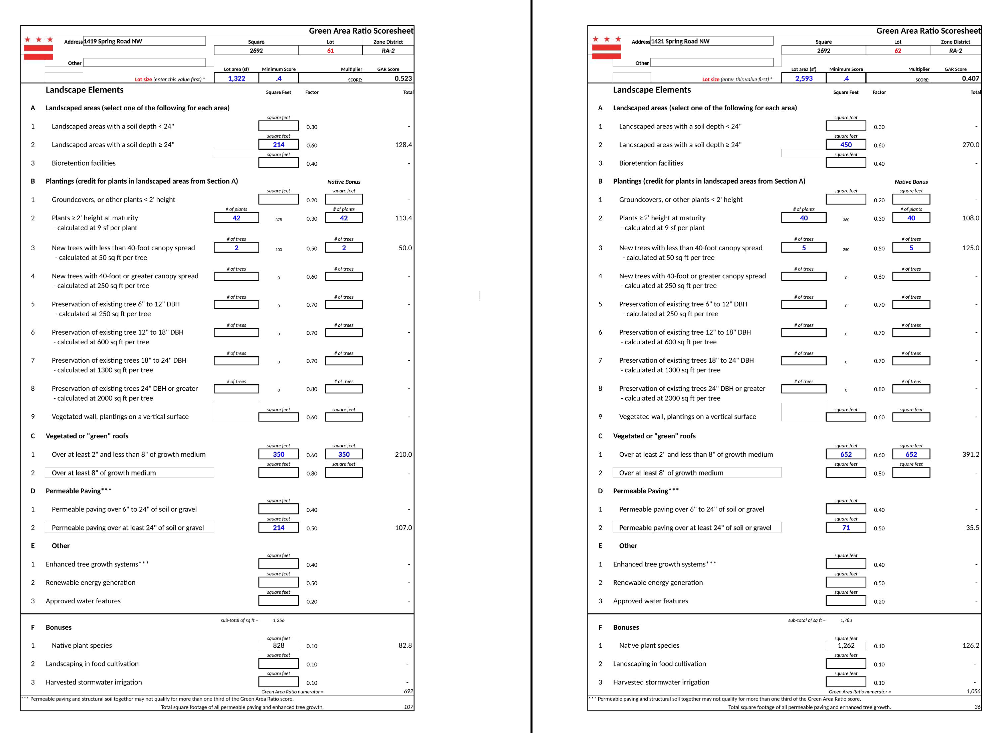 Green Area Ratio Scoresheet
Address 1419 Spring Road NW Square Lot Zone District
2692 61 RA-2
Other
Lot area (sf) Minimum Score Multiplier GAR Score
Lot size (enter this value first) * 1,322 .4 SCORE: 0.523
Landscape Elements Square Feet Factor Total
A Landscaped areas (select one of the following for each area)
square feet
1 Landscaped areas with a soil depth < 24" 0.30 -
square feet
2 Landscaped areas with a soil depth ≥ 24" 214 0.60 128.4
square feet
3 Bioretention facilities 0.40 -
B Plantings (credit for plants in landscaped areas from Section A) Native Bonus
square feet square feet
1 Groundcovers, or other plants < 2' height 0.20 -
# of plants # of plants
2 Plants ≥ 2' height at maturity 42 378 0.30 42 113.4
- calculated at 9-sf per plant
# of trees # of trees
3 New trees with less than 40-foot canopy spread 2 100 0.50 2 50.0
- calculated at 50 sq ft per tree
# of trees # of trees
4 New trees with 40-foot or greater canopy spread 0 0.60 -
- calculated at 250 sq ft per tree
# of trees # of trees
5 Preservation of existing tree 6" to 12" DBH 0 0.70 -
- calculated at 250 sq ft per tree
# of trees # of trees
6 Preservation of existing tree 12" to 18" DBH 0 0.70 -
- calculated at 600 sq ft per tree
# of trees # of trees
7 Preservation of existing trees 18" to 24" DBH 0 0.70 -
- calculated at 1300 sq ft per tree
# of trees # of trees
8 Preservation of existing trees 24" DBH or greater 0 0.80 -
- calculated at 2000 sq ft per tree
square feet square feet
9 Vegetated wall, plantings on a vertical surface 0.60 -
C Vegetated or "green" roofs
square feet square feet
1 Over at least 2" and less than 8" of growth medium 350 0.60 350 210.0
square feet square feet
2 Over at least 8" of growth medium 0.80 -
D Permeable Paving***
square feet
1 Permeable paving over 6" to 24" of soil or gravel 0.40 -
square feet
2 Permeable paving over at least 24" of soil or gravel 214 0.50 107.0
E Other
square feet
1 Enhanced tree growth systems*** 0.40 -
square feet
2 Renewable energy generation 0.50 -
square feet
3 Approved water features 0.20 -
sub-total of sq ft = 1,256
F Bonuses
square feet
1 Native plant species 828 0.10 82.8
square feet
2 Landscaping in food cultivation 0.10 -
square feet
3 Harvested stormwater irrigation 0.10 -
Green Area Ratio numerator = 692
*** Permeable paving and structural soil together may not qualify for more than one third of the Green Area Ratio score.
Total square footage of all permeable paving and enhanced tree growth. 107
Green Area Ratio Scoresheet
Address 1421 Spring Road NW Square Lot Zone District
2692 62 RA-2
Other
Lot area (sf) Minimum Score Multiplier GAR Score
Lot size (enter this value first) * 2,593 .4 SCORE: 0.407
Landscape Elements Square Feet Factor Total
A Landscaped areas (select one of the following for each area)
square feet
1 Landscaped areas with a soil depth < 24" 0.30 -
square feet
2 Landscaped areas with a soil depth ≥ 24" 450 0.60 270.0
square feet
3 Bioretention facilities 0.40 -
B Plantings (credit for plants in landscaped areas from Section A) Native Bonus
square feet square feet
1 Groundcovers, or other plants < 2' height 0.20 -
# of plants # of plants
2 Plants ≥ 2' height at maturity 40 360 0.30 40 108.0
- calculated at 9-sf per plant
# of trees # of trees
3 New trees with less than 40-foot canopy spread 5 250 0.50 5 125.0
- calculated at 50 sq ft per tree
# of trees # of trees
4 New trees with 40-foot or greater canopy spread 0 0.60 -
- calculated at 250 sq ft per tree
# of trees # of trees
5 Preservation of existing tree 6" to 12" DBH 0 0.70 -
- calculated at 250 sq ft per tree
# of trees # of trees
6 Preservation of existing tree 12" to 18" DBH 0 0.70 -
- calculated at 600 sq ft per tree
# of trees # of trees
7 Preservation of existing trees 18" to 24" DBH 0 0.70 -
- calculated at 1300 sq ft per tree
# of trees # of trees
8 Preservation of existing trees 24" DBH or greater 0 0.80 -
- calculated at 2000 sq ft per tree
square feet square feet
9 Vegetated wall, plantings on a vertical surface 0.60 -
C Vegetated or "green" roofs
square feet square feet
1 Over at least 2" and less than 8" of growth medium 652 0.60 652 391.2
square feet square feet
2 Over at least 8" of growth medium 0.80 -
D Permeable Paving***
square feet
1 Permeable paving over 6" to 24" of soil or gravel 0.40 -
square feet
2 Permeable paving over at least 24" of soil or gravel 71 0.50 35.5
E Other
square feet
1 Enhanced tree growth systems*** 0.40 -
square feet
2 Renewable energy generation 0.50 -
square feet
3 Approved water features 0.20 -
sub-total of sq ft = 1,783
F Bonuses
square feet
1 Native plant species 1,262 0.10 126.2
square feet
2 Landscaping in food cultivation 0.10 -
square feet
3 Harvested stormwater irrigation 0.10 -
Green Area Ratio numerator = 1,056
*** Permeable paving and structural soil together may not qualify for more than one third of the Green Area Ratio score.
Total square footage of all permeable paving and enhanced tree growth. 36